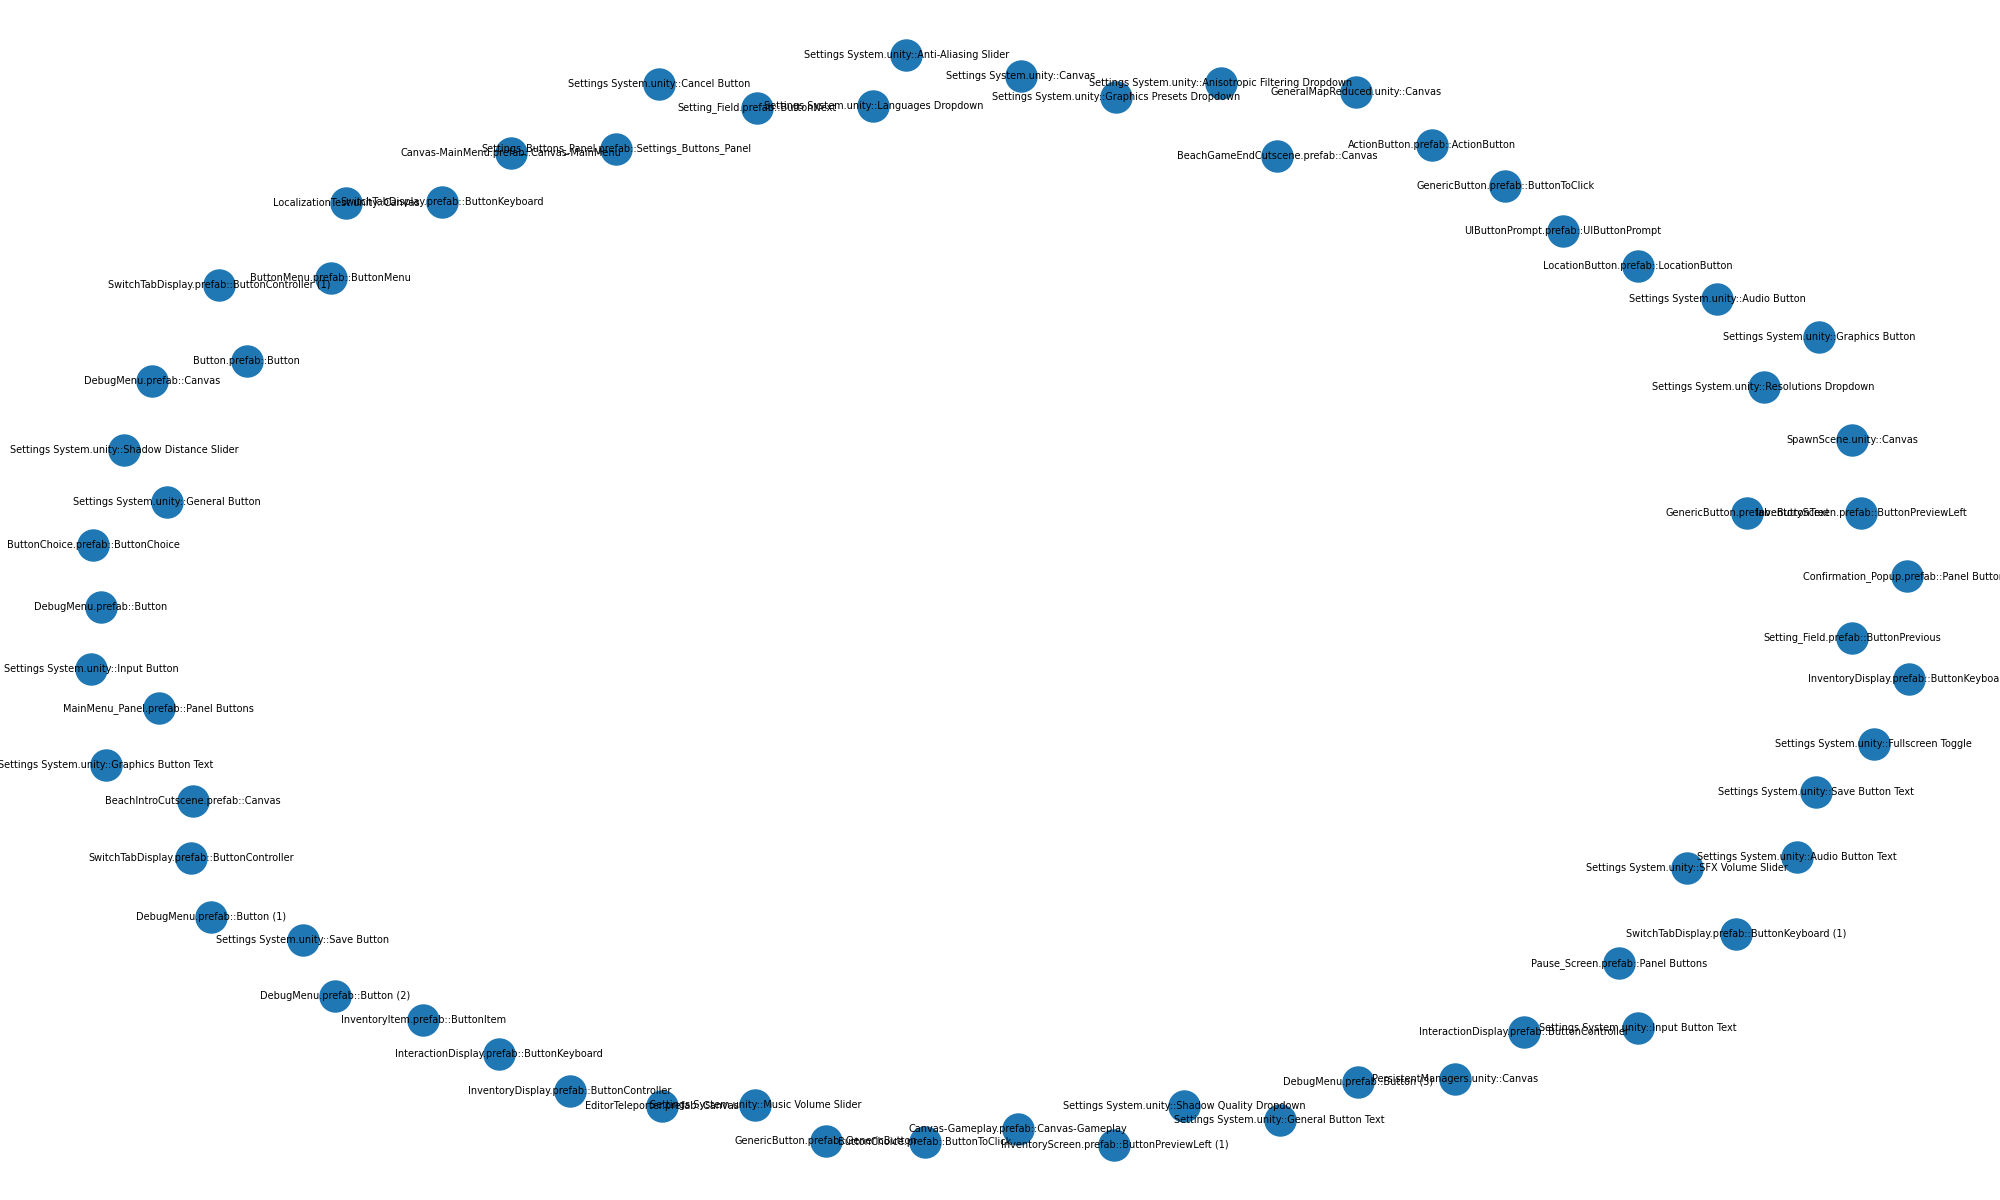 Settings System.unity::Anti-Aliasing Slider
Settings System.unity::Canvas
Settings System.unity::Cancel Button
Settings System.unity::Anisotropic Filtering Dropdown
GeneralMapReduced.unity::Canvas
Settings System.unity::Graphics Presets Dropdown
Setting_Field.prefab::ButtonNext
Settings System.unity::Languages Dropdown
ActionButton.prefab::ActionButton
Canvas-MainMenu.prefab::Canvas-MainMenu
Settings_Buttons_Panel.prefab::Settings_Buttons_Panel
BeachGameEndCutscene.prefab::Canvas
GenericButton.prefab::ButtonToClick
LocalizationTest.unity::Canvas
SwitchTabDisplay.prefab::ButtonKeyboard
UIButtonPrompt.prefab::UIButtonPrompt
LocationButton.prefab::LocationButton
ButtonMenu.prefab::ButtonMenu
SwitchTabDisplay.prefab::ButtonController (1)
Settings System.unity::Audio Button
Settings System.unity::Graphics Button
Button.prefab::Button
DebugMenu.prefab::Canvas
Settings System.unity::Resolutions Dropdown
SpawnScene.unity::Canvas
Settings System.unity::Shadow Distance Slider
Settings System.unity::General Button
GenericButton.prefab::ButtonText
InventoryScreen.prefab::ButtonPreviewLeft
ButtonChoice.prefab::ButtonChoice
Confirmation_Popup.prefab::Panel Button
DebugMenu.prefab::Button
Setting_Field.prefab::ButtonPrevious
Settings System.unity::Input Button
InventoryDisplay.prefab::ButtonKeyboa
MainMenu_Panel.prefab::Panel Buttons
Settings System.unity::Fullscreen Toggle
Settings System.unity::Graphics Button Text
Settings System.unity::Save Button Text
BeachIntroCutscene.prefab::Canvas
SwitchTabDisplay.prefab::ButtonController
Settings System.unity::Audio Button Text
Settings System.unity::SFX Volume Slider
DebugMenu.prefab::Button (1)
SwitchTabDisplay.prefab::ButtonKeyboard (1)
Settings System.unity::Save Button
Pause_Screen.prefab::Panel Buttons
DebugMenu.prefab::Button (2)
InventoryItem.prefab::ButtonItem
InteractionDisplay.prefab::ButtonController
Settings System.unity::Input Button Text
InteractionDisplay.prefab::ButtonKeyboard
PersistentManagers.unity::Canvas
DebugMenu.prefab::Button (3)
InventoryDisplay.prefab::ButtonController
EditorTeleporter.prefab::Canvas
Settings System.unity::Music Volume Slider
Settings System.unity::Shadow Quality Dropdown
Settings System.unity::General Button Text
Canvas-Gameplay.prefab::Canvas-Gameplay
GenericButton.prefab::GenericButton
ButtonChoice.prefab::ButtonToClick
InventoryScreen.prefab::ButtonPreviewLeft (1)